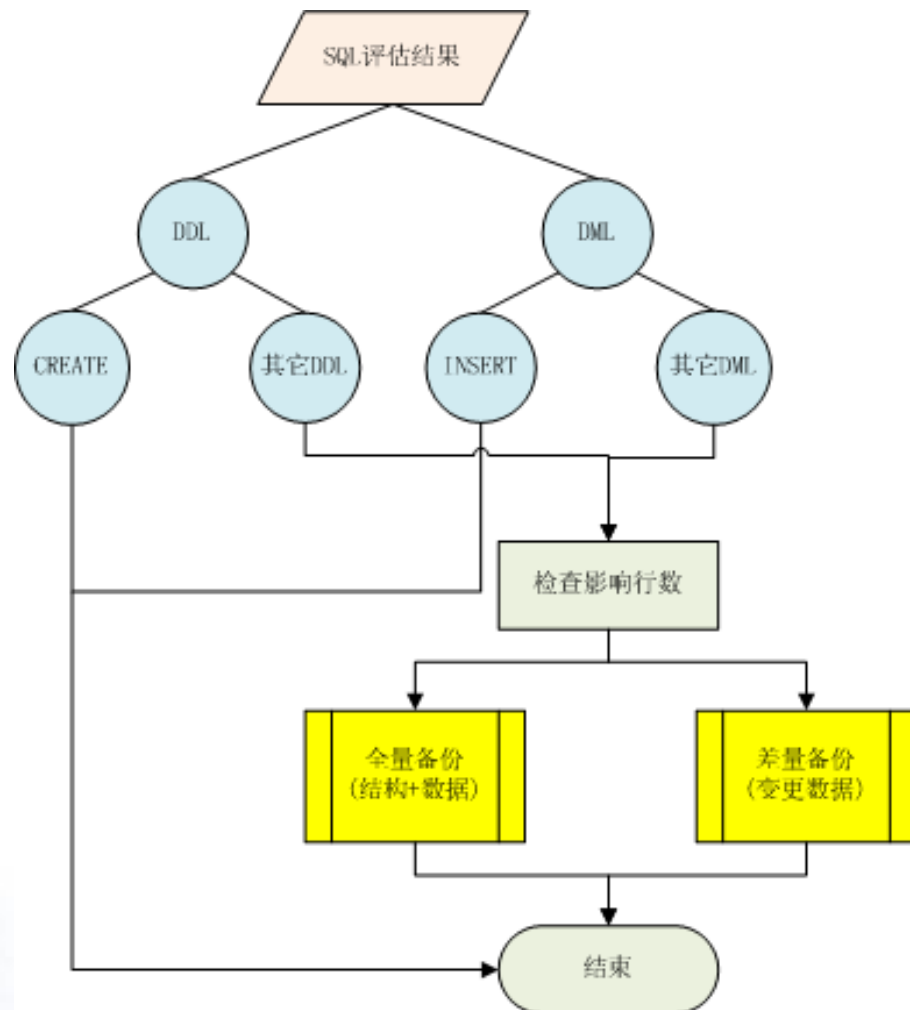 SQL评估结果
DDL
DML
CREATE
其它DDL
INSERT
其它DML
检查影响行数
全量备份
(结构+数据)
差量备份
(变更数据)
结束